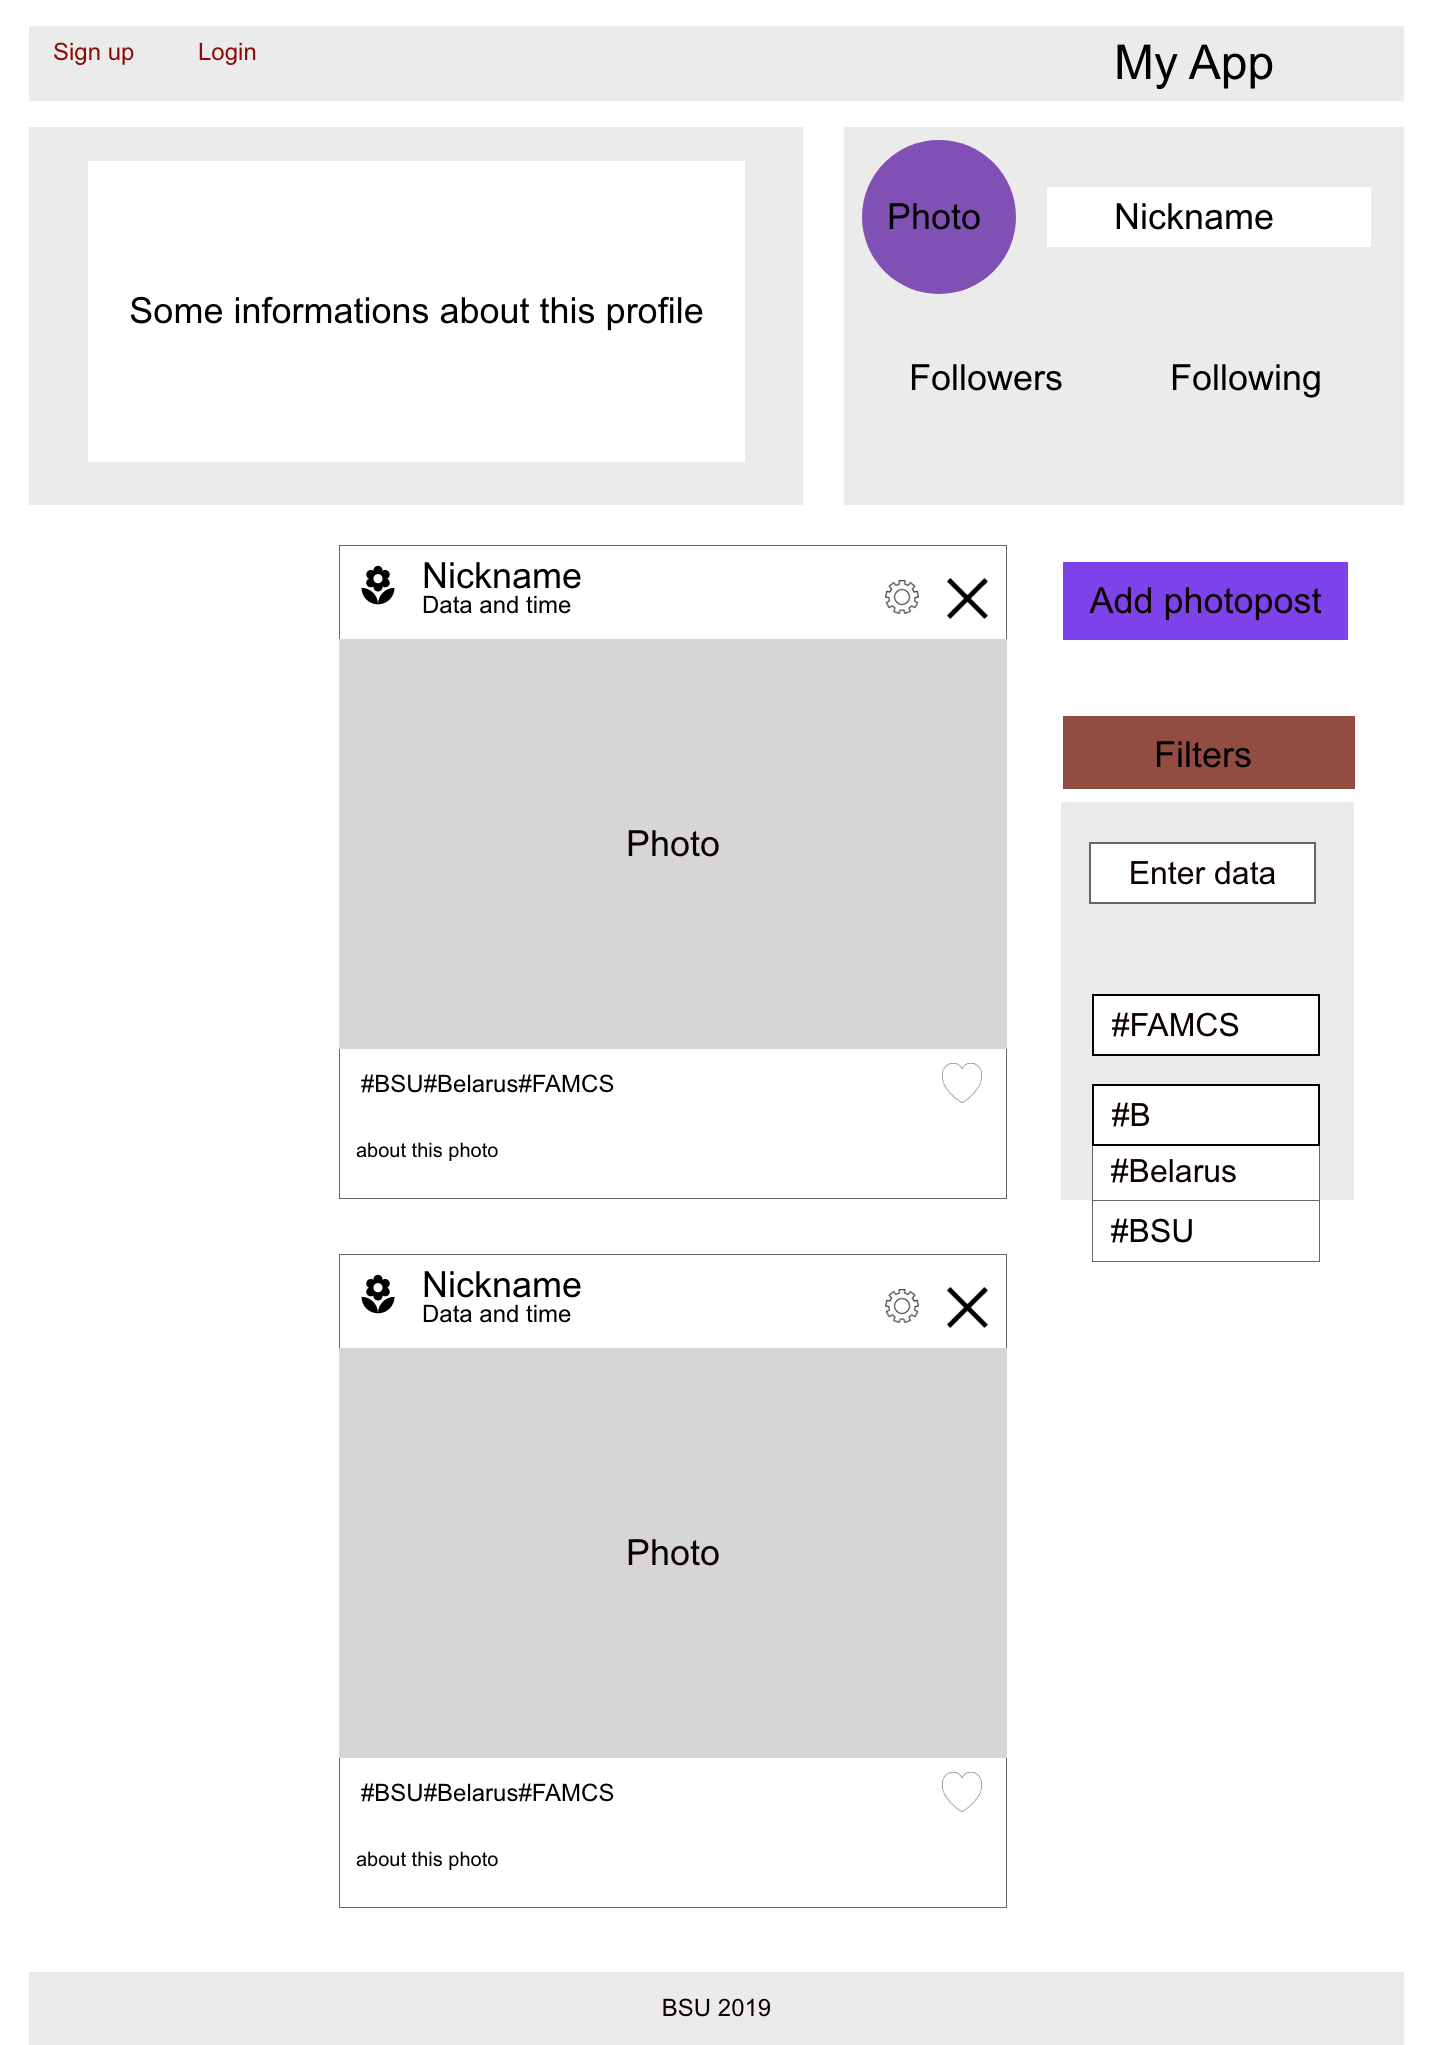 Sign up
Login
My App
Some informations about this profile
Photo
Nickname
Followers
Following
Nickname
Data and time
Photo
#BSU#Belarus#FAMCS
about this photo
Add photopost
Filters
Enter data
#FAMCS
#B
#Belarus
#BSU
Nickname
Data and time
Photo
#BSU#Belarus#FAMCS
about this photo
BSU 2019